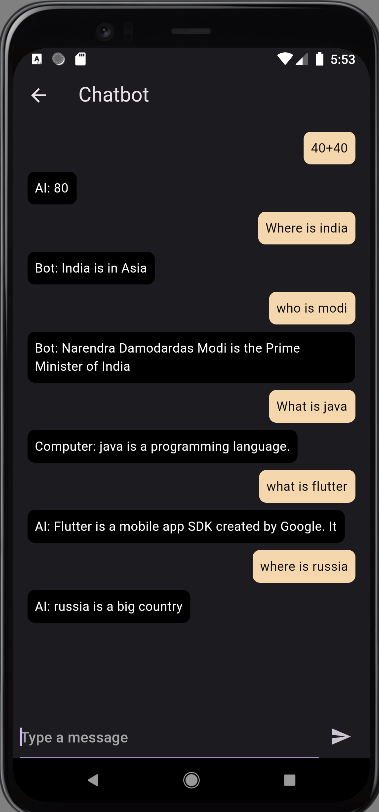 5:53
Chatbot
40+40
AI: 80
Where is india
Bot: India is in Asia
who is modi
Bot: Narendra Damodardas Modi is the Prime
Minister of India
What is java
Computer: java is a programming language.
what is flutter
AI: Flutter is a mobile app SDK created by Google. It
where is russia
AI: russia is a big country
Type a message